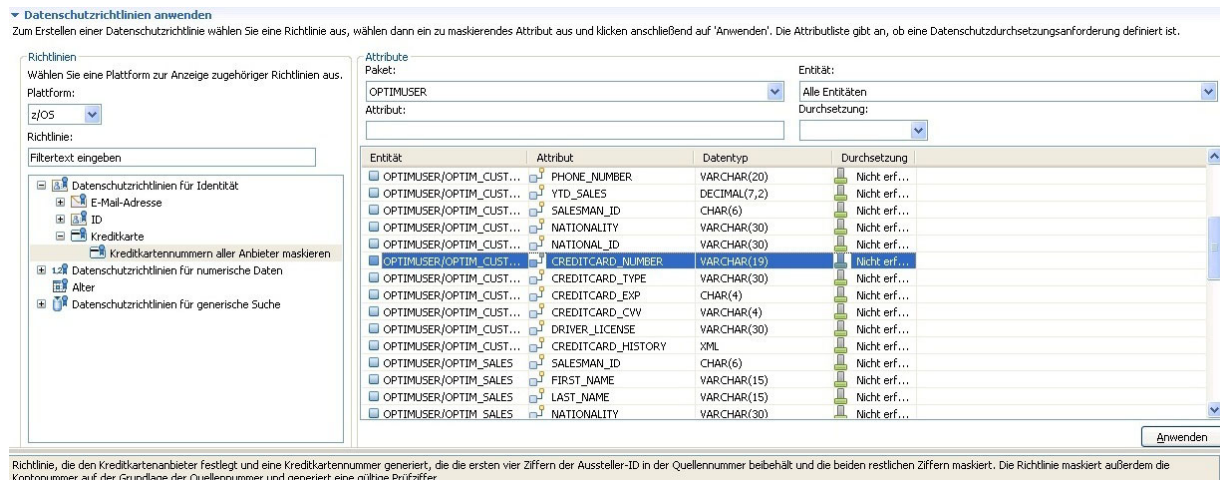 Datenschutzrichtlinien anwenden
Zum Erstellen einer Datenschutzrichtlinie wählen Sie eine Richtlinie aus, wählen dann ein zu maskierendes Attribut aus und klicken anschließend auf 'Anwenden'. Die Attributliste gibt an, ob eine Datenschutzdurchsetzungsanforderung definiert ist.
Richtlinien
Wählen Sie eine Plattform zur Anzeige zugehöriger Richtlinien aus.
Plattform:
z/OS
Richtlinie:
Filtertext eingeben
Datenschutzrichtlinien für Identität
E-Mail-Adresse
ID
Kreditkarte
Kreditkartennummern aller Anbieter maskieren
Datenschutzrichtlinien für numerische Daten
Alter
Datenschutzrichtlinien für generische Suche
Attribute
Paket:
OPTIMUSER
Entität:
Alle Entitäten
Attribut:
Durchsetzung:
Entität Attribut Datentyp Durchsetzung
OPTIMUSER/OPTIM_CUST... PHONE_NUMBER VARCHAR(20) Nicht erf...
OPTIMUSER/OPTIM_CUST... YTD_SALES DECIMAL(7,2) Nicht erf...
OPTIMUSER/OPTIM_CUST... SALESMAN_ID CHAR(6) Nicht erf...
OPTIMUSER/OPTIM_CUST... NATIONALITY VARCHAR(30) Nicht erf...
OPTIMUSER/OPTIM_CUST... NATIONAL_ID VARCHAR(30) Nicht erf...
OPTIMUSER/OPTIM_CUST... CREDITCARD_NUMBER VARCHAR(19) Nicht erf...
OPTIMUSER/OPTIM_CUST... CREDITCARD_TYPE VARCHAR(30) Nicht erf...
OPTIMUSER/OPTIM_CUST... CREDITCARD_EXP CHAR(4) Nicht erf...
OPTIMUSER/OPTIM_CUST... CREDITCARD_CVV VARCHAR(4) Nicht erf...
OPTIMUSER/OPTIM_CUST... DRIVER_LICENSE VARCHAR(30) Nicht erf...
OPTIMUSER/OPTIM_CUST... CREDITCARD_HISTORY XML Nicht erf...
OPTIMUSER/OPTIM_SALES SALESMAN_ID CHAR(6) Nicht erf...
OPTIMUSER/OPTIM_SALES FIRST_NAME VARCHAR(15) Nicht erf...
OPTIMUSER/OPTIM_SALES LAST_NAME VARCHAR(15) Nicht erf...
OPTIMUSER/OPTIM_SALES NATIONALITY VARCHAR(30) Nicht erf...
Anwenden
Richtlinie, die den Kreditkartenanbieter festlegt und eine Kreditkartennummer generiert, die die ersten vier Ziffern der Aussteller-ID in der Quellennummer beibehält und die beiden restlichen Ziffern maskiert. Die Richtlinie maskiert außerdem die
Kontonummer auf der Grundlage der Quellennummer und generiert eine gültige Prüfziffer.